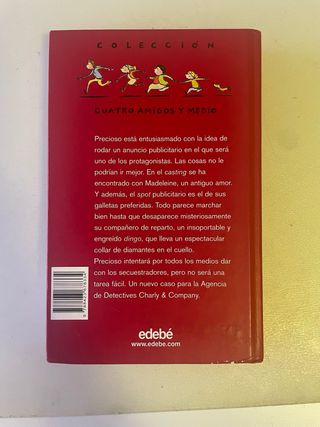 COLECCIÓN
CUATRO AMIGOS Y MEDIO
Precioso está entusiasmado con la idea de
rodar un anuncio publicitario en el que será
uno de los protagonistas. Las cosas no le
podrían ir mejor. En el casting se ha
encontrado con Madeleine, un antiguo amor.
Y además, el spot publicitario es el de sus
galletas preferidas. Todo parece marchar
bien hasta que desaparece misteriosamente
su compañero de reparto, un insoportable y
engreído dingo, que lleva un espectacular
collar de diamantes en el cuello.
Precioso intentará por todos los medios dar
con los secuestradores, pero no será una
tarea fácil. Un nuevo caso para la Agencia
de Detectives Charly & Company.
edebé
www.edebe.com